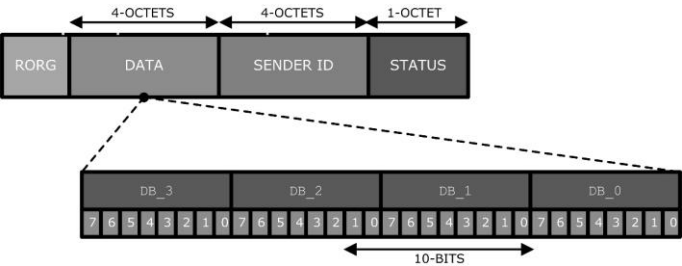 4-OCTETS 4-OCTETS 1-OCTET
RORG DATA SENDER ID STATUS
DB_3 DB_2 DB_1 DB_0
7 6 5 4 3 2 1 0 7 6 5 4 3 2 1 0 7 6 5 4 3 2 1 0 7 6 5 4 3 2 1 0
10-BITS